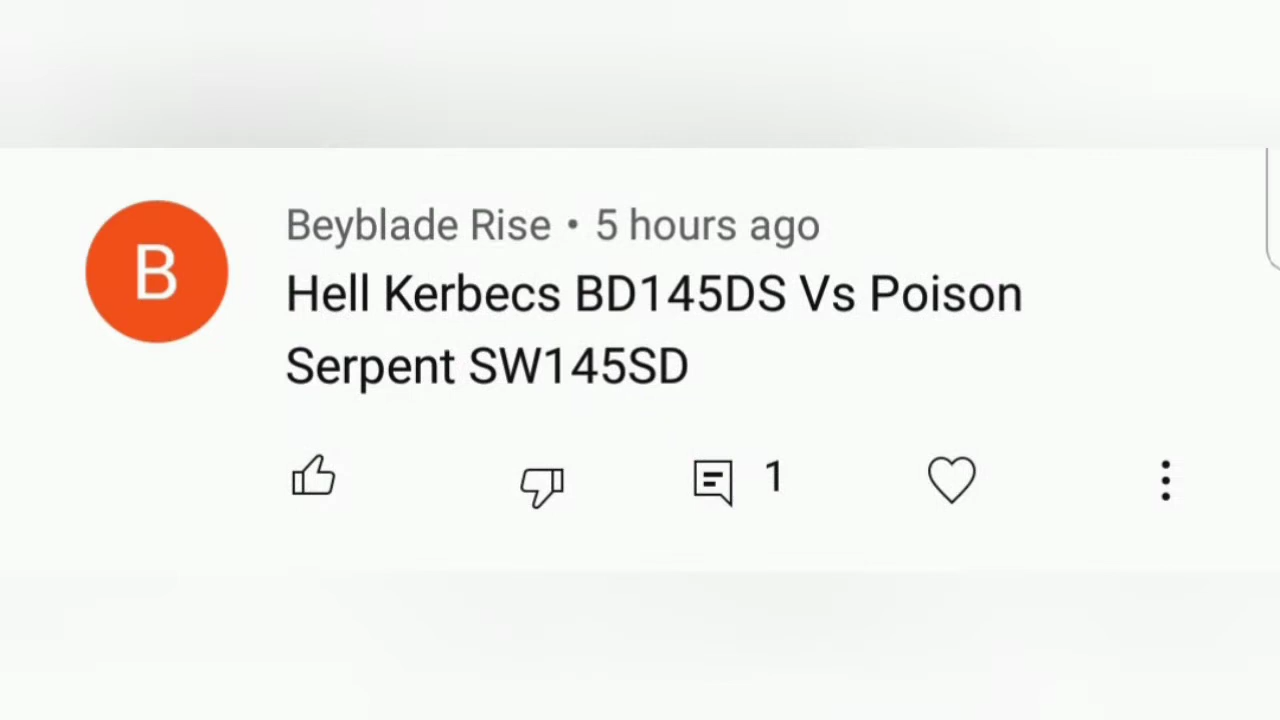 B
Beyblade Rise • 5 hours ago
Hell Kerbecs BD145DS Vs Poison
Serpent SW145SD
1